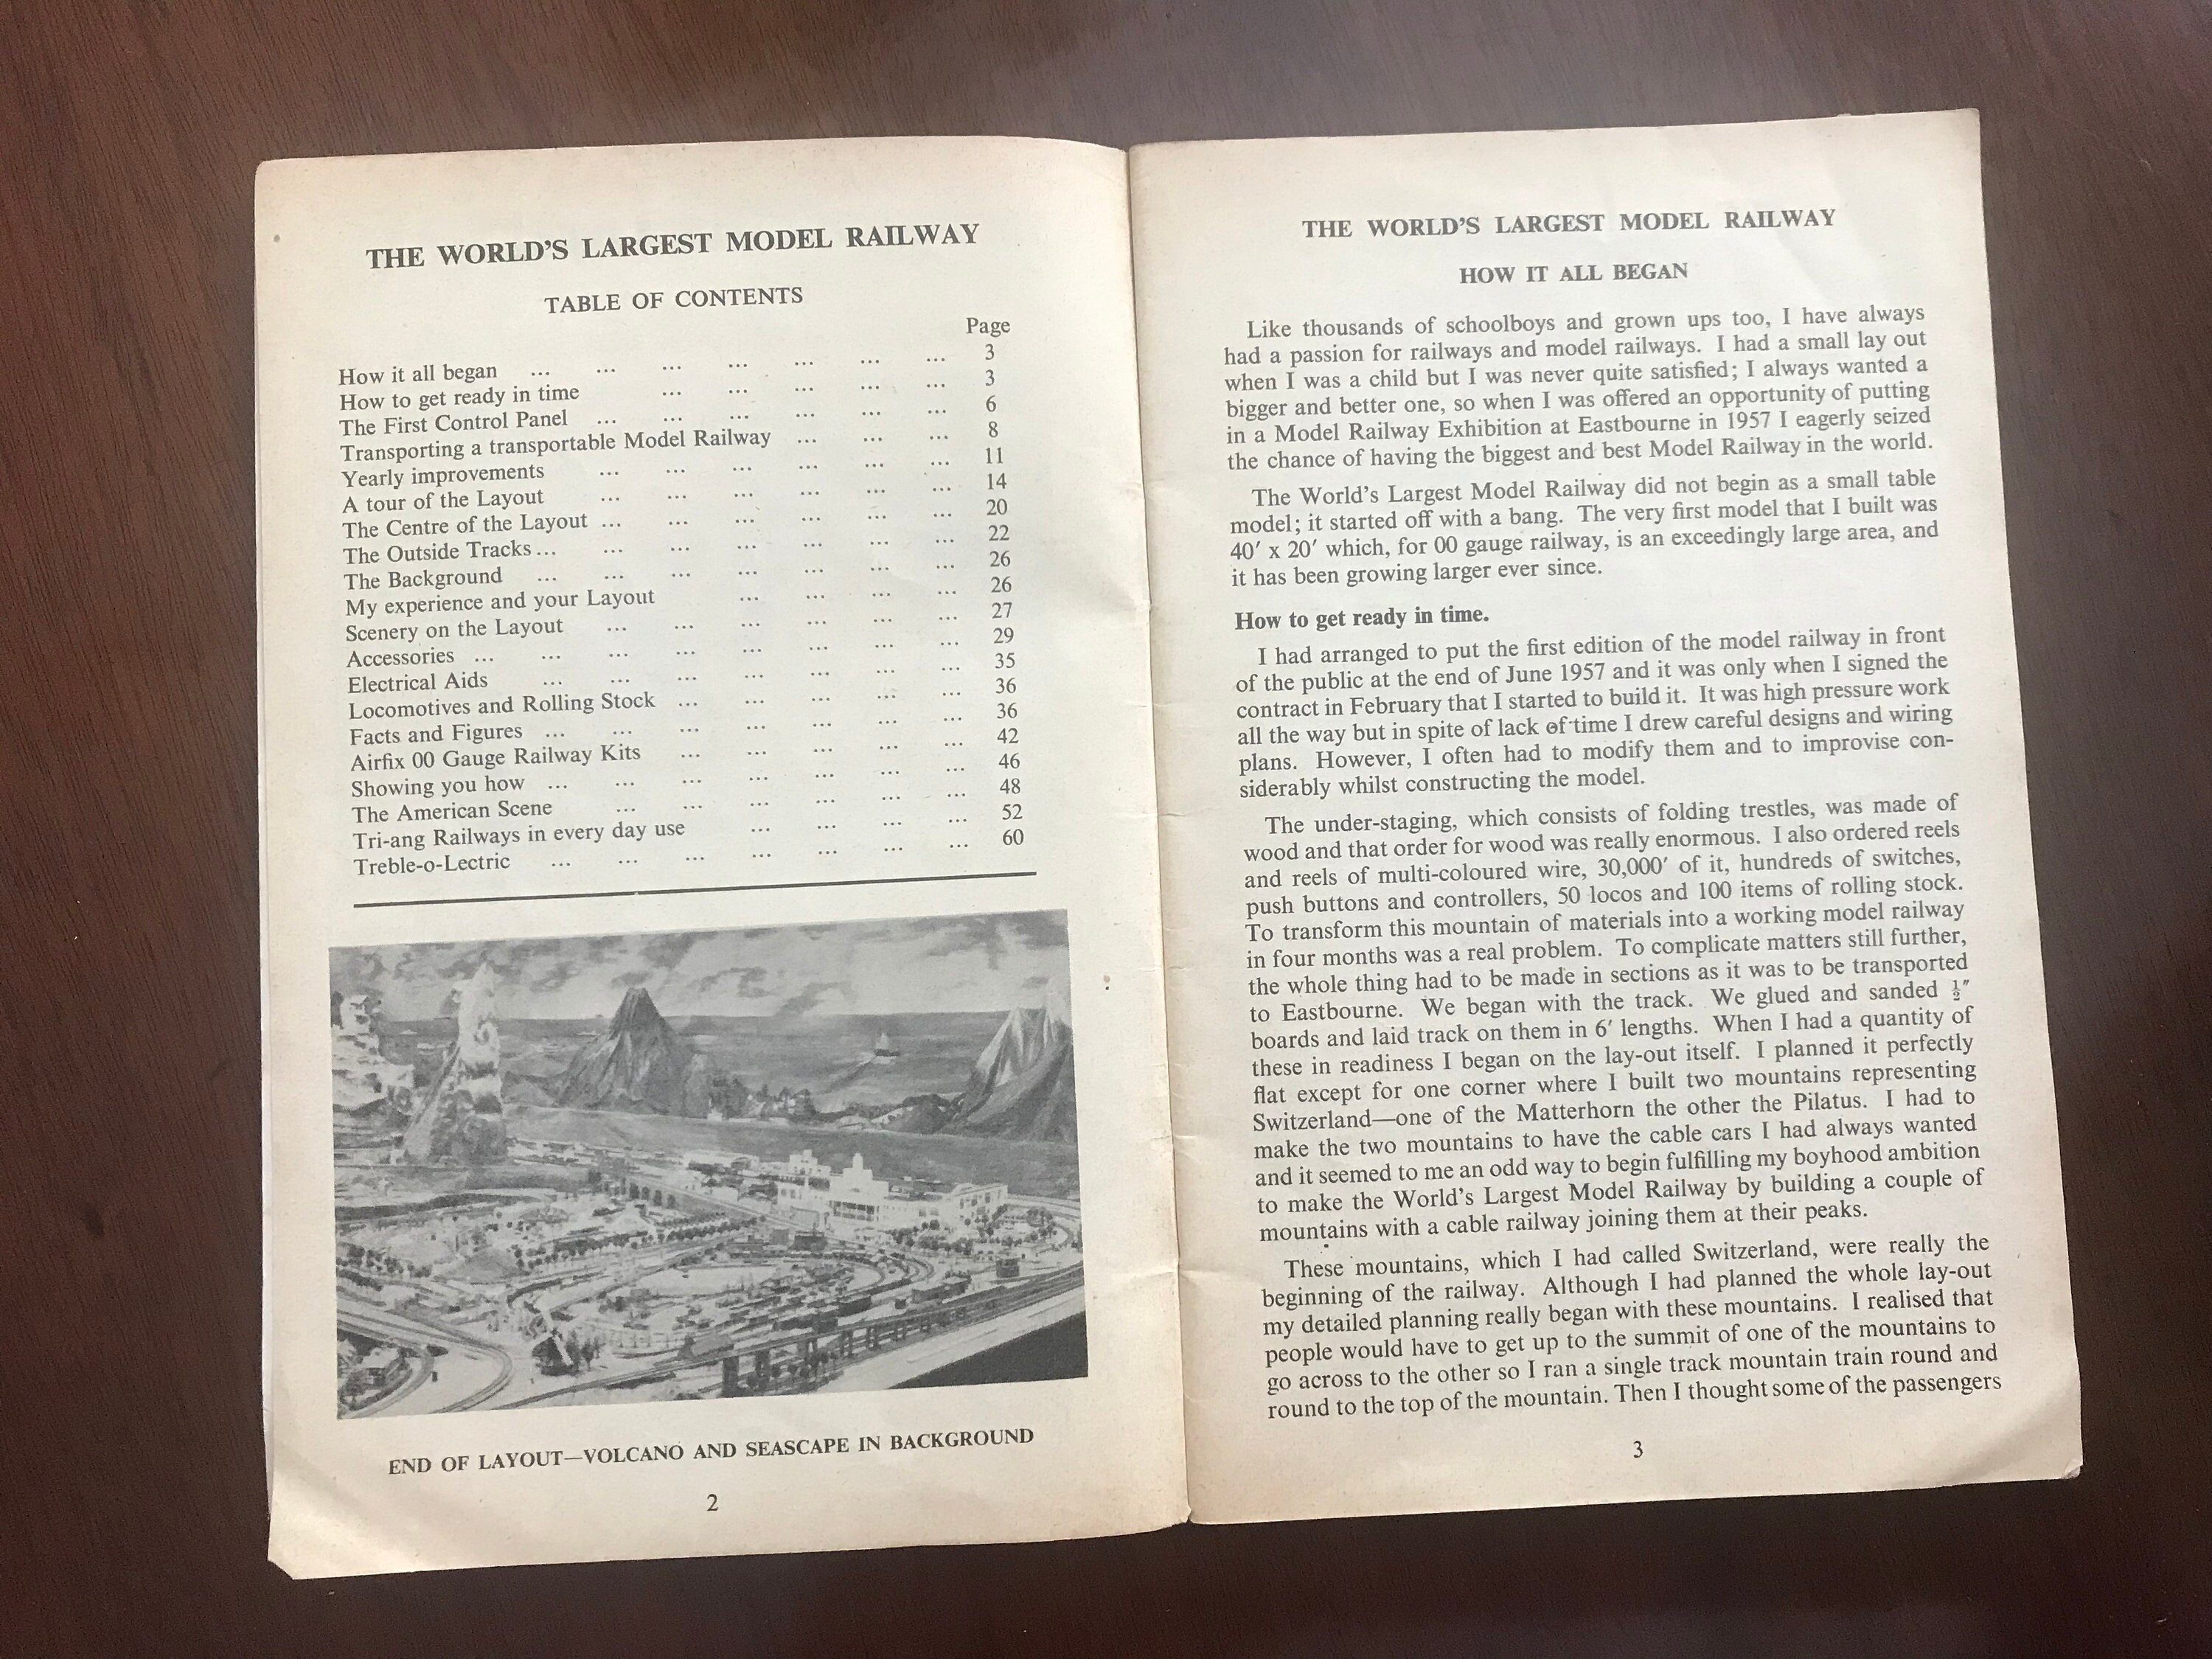 THE WORLD'S LARGEST MODEL RAILWAY
TABLE OF CONTENTS
Page
How it all began ... ... ... ... ... ... ... 3
How to get ready in time ... ... ... ... ... 3
The First Control Panel ... ... ... ... ... ... 6
Transporting a transportable Model Railway ... ... ... 8
Yearly improvements ... ... ... ... ... ... 11
A tour of the Layout ... ... ... ... ... ... 14
The Centre of the Layout ... ... ... ... ... ... 20
The Outside Tracks ... ... ... ... ... ... ... 22
The Background ... ... ... ... ... ... ... 26
My experience and your Layout ... ... ... ... 26
Scenery on the Layout ... ... ... ... ... ... 27
Accessories ... ... ... ... ... ... ... ... 29
Electrical Aids ... ... ... ... ... ... ... 35
Locomotives and Rolling Stock ... ... ... ... ... 36
Facts and Figures ... ... ... ... ... ... ... 36
Airfix 00 Gauge Railway Kits ... ... ... ... ... 42
Showing you how ... ... ... ... ... ... ... 46
The American Scene ... ... ... ... ... ... 48
Tri-ang Railways in every day use ... ... ... ... 52
Treble-o-Lectric ... ... ... ... ... ... ... 60
END OF LAYOUT—VOLCANO AND SEASCAPE IN BACKGROUND
2
THE WORLD'S LARGEST MODEL RAILWAY
HOW IT ALL BEGAN
Like thousands of schoolboys and grown ups too, I have always
had a passion for railways and model railways. I had a small lay out
when I was a child but I was never quite satisfied; I always wanted a
bigger and better one, so when I was offered an opportunity of putting
in a Model Railway Exhibition at Eastbourne in 1957 I eagerly seized
the chance of having the biggest and best Model Railway in the world.
The World's Largest Model Railway did not begin as a small table
model; it started off with a bang. The very first model that I built was
40′ x 20′ which, for 00 gauge railway, is an exceedingly large area, and
it has been growing larger ever since.
How to get ready in time.
I had arranged to put the first edition of the model railway in front
of the public at the end of June 1957 and it was only when I signed the
contract in February that I started to build it. It was high pressure work
all the way but in spite of lack of time I drew careful designs and wiring
plans. However, I often had to modify them and to improvise con-
siderably whilst constructing the model.
The under-staging, which consists of folding trestles, was made of
wood and that order for wood was really enormous. I also ordered reels
and reels of multi-coloured wire, 30,000′ of it, hundreds of switches,
push buttons and controllers, 50 locos and 100 items of rolling stock.
To transform this mountain of materials into a working model railway
in four months was a real problem. To complicate matters still further,
the whole thing had to be made in sections as it was to be transported
to Eastbourne. We began with the track. We glued and sanded ½″
boards and laid track on them in 6′ lengths. When I had a quantity of
these in readiness I began on the lay-out itself. I planned it perfectly
flat except for one corner where I built two mountains representing
Switzerland—one of the Matterhorn the other the Pilatus. I had to
make the two mountains to have the cable cars I had always wanted
and it seemed to me an odd way to begin fulfilling my boyhood ambition
to make the World's Largest Model Railway by building a couple of
mountains with a cable railway joining them at their peaks.
These mountains, which I had called Switzerland, were really the
beginning of the railway. Although I had planned the whole lay-out
my detailed planning really began with these mountains. I realised that
people would have to get up to the summit of one of the mountains to
go across to the other so I ran a single track mountain train round and
round to the top of the mountain. Then I thought some of the passengers
3